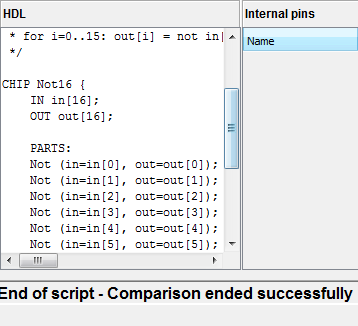 HDL
Internal pins
Name
* for i=0..15: out[i] = not in[
*/
CHIP Not16 {
IN in[16];
OUT out[16];
PARTS:
Not (in=in[0], out=out[0]);
Not (in=in[1], out=out[1]);
Not (in=in[2], out=out[2]);
Not (in=in[3], out=out[3]);
Not (in=in[4], out=out[4]);
Not (in=in[5], out=out[5]);
End of script - Comparison ended successfully